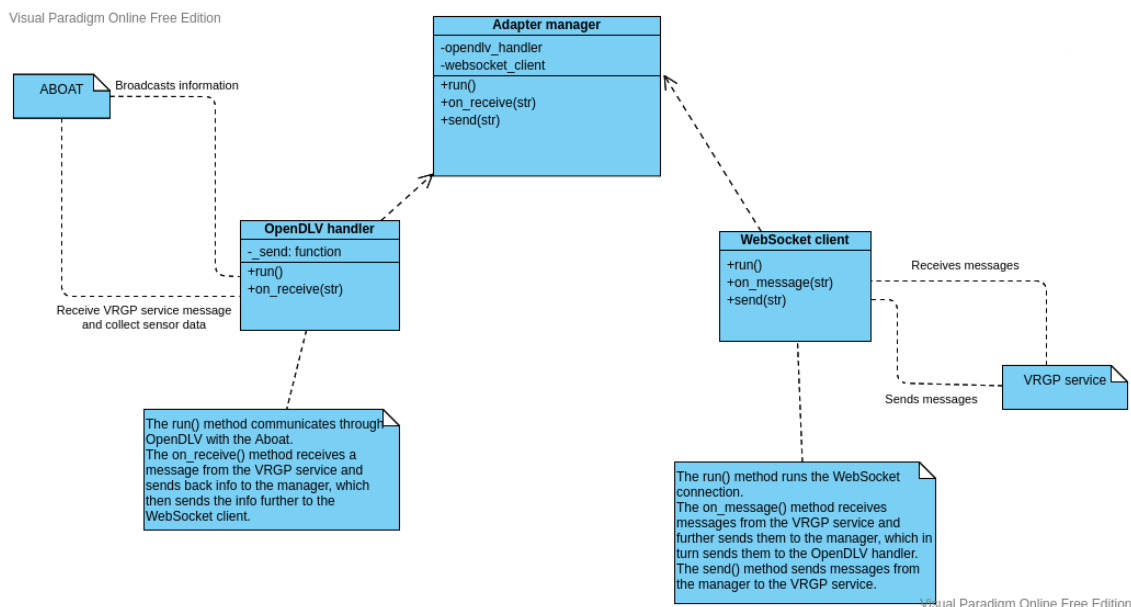 Visual Paradigm Online Free Edition
Adapter manager
-opendlv_handler
-websocket_client
+run()
+on_receive(str)
+send(str)
ABOAT
Broadcasts information
OpenDLV handler
-_send: function
+run()
+on_receive(str)
Receive VRGP service message
and collect sensor data
WebSocket client
+run()
+on_message(str)
+send(str)
Receives messages
VRGP service
Sends messages
The run() method communicates through
OpenDLV with the Aboat.
The on_receive() method receives a
message from the VRGP service and
sends back info to the manager, which
then sends the info further to the
WebSocket client.
The run() method runs the WebSocket
connection.
The on_message() method receives
messages from the VRGP service and
further sends them to the manager, which in
turn sends them to the OpenDLV handler.
The send() method sends messages from
the manager to the VRGP service.
Visual Paradigm Online Free Edition